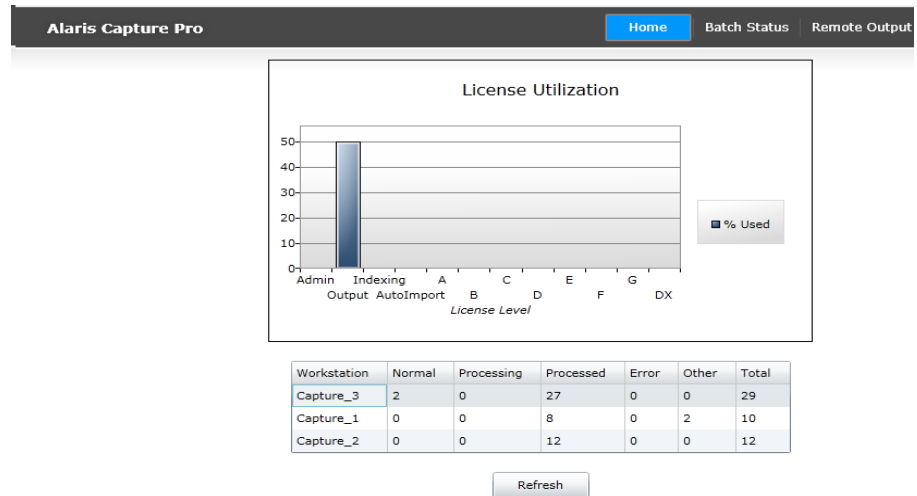 Alaris Capture Pro
Home
Batch Status
Remote Output
License Utilization
50
40
30
20
10
0
Admin Indexing A C E G
Output AutoImport B D F DX
License Level
% Used
Workstation Normal Processing Processed Error Other Total
Capture_3 2 0 27 0 0 29
Capture_1 0 0 8 0 2 10
Capture_2 0 0 12 0 0 12
Refresh